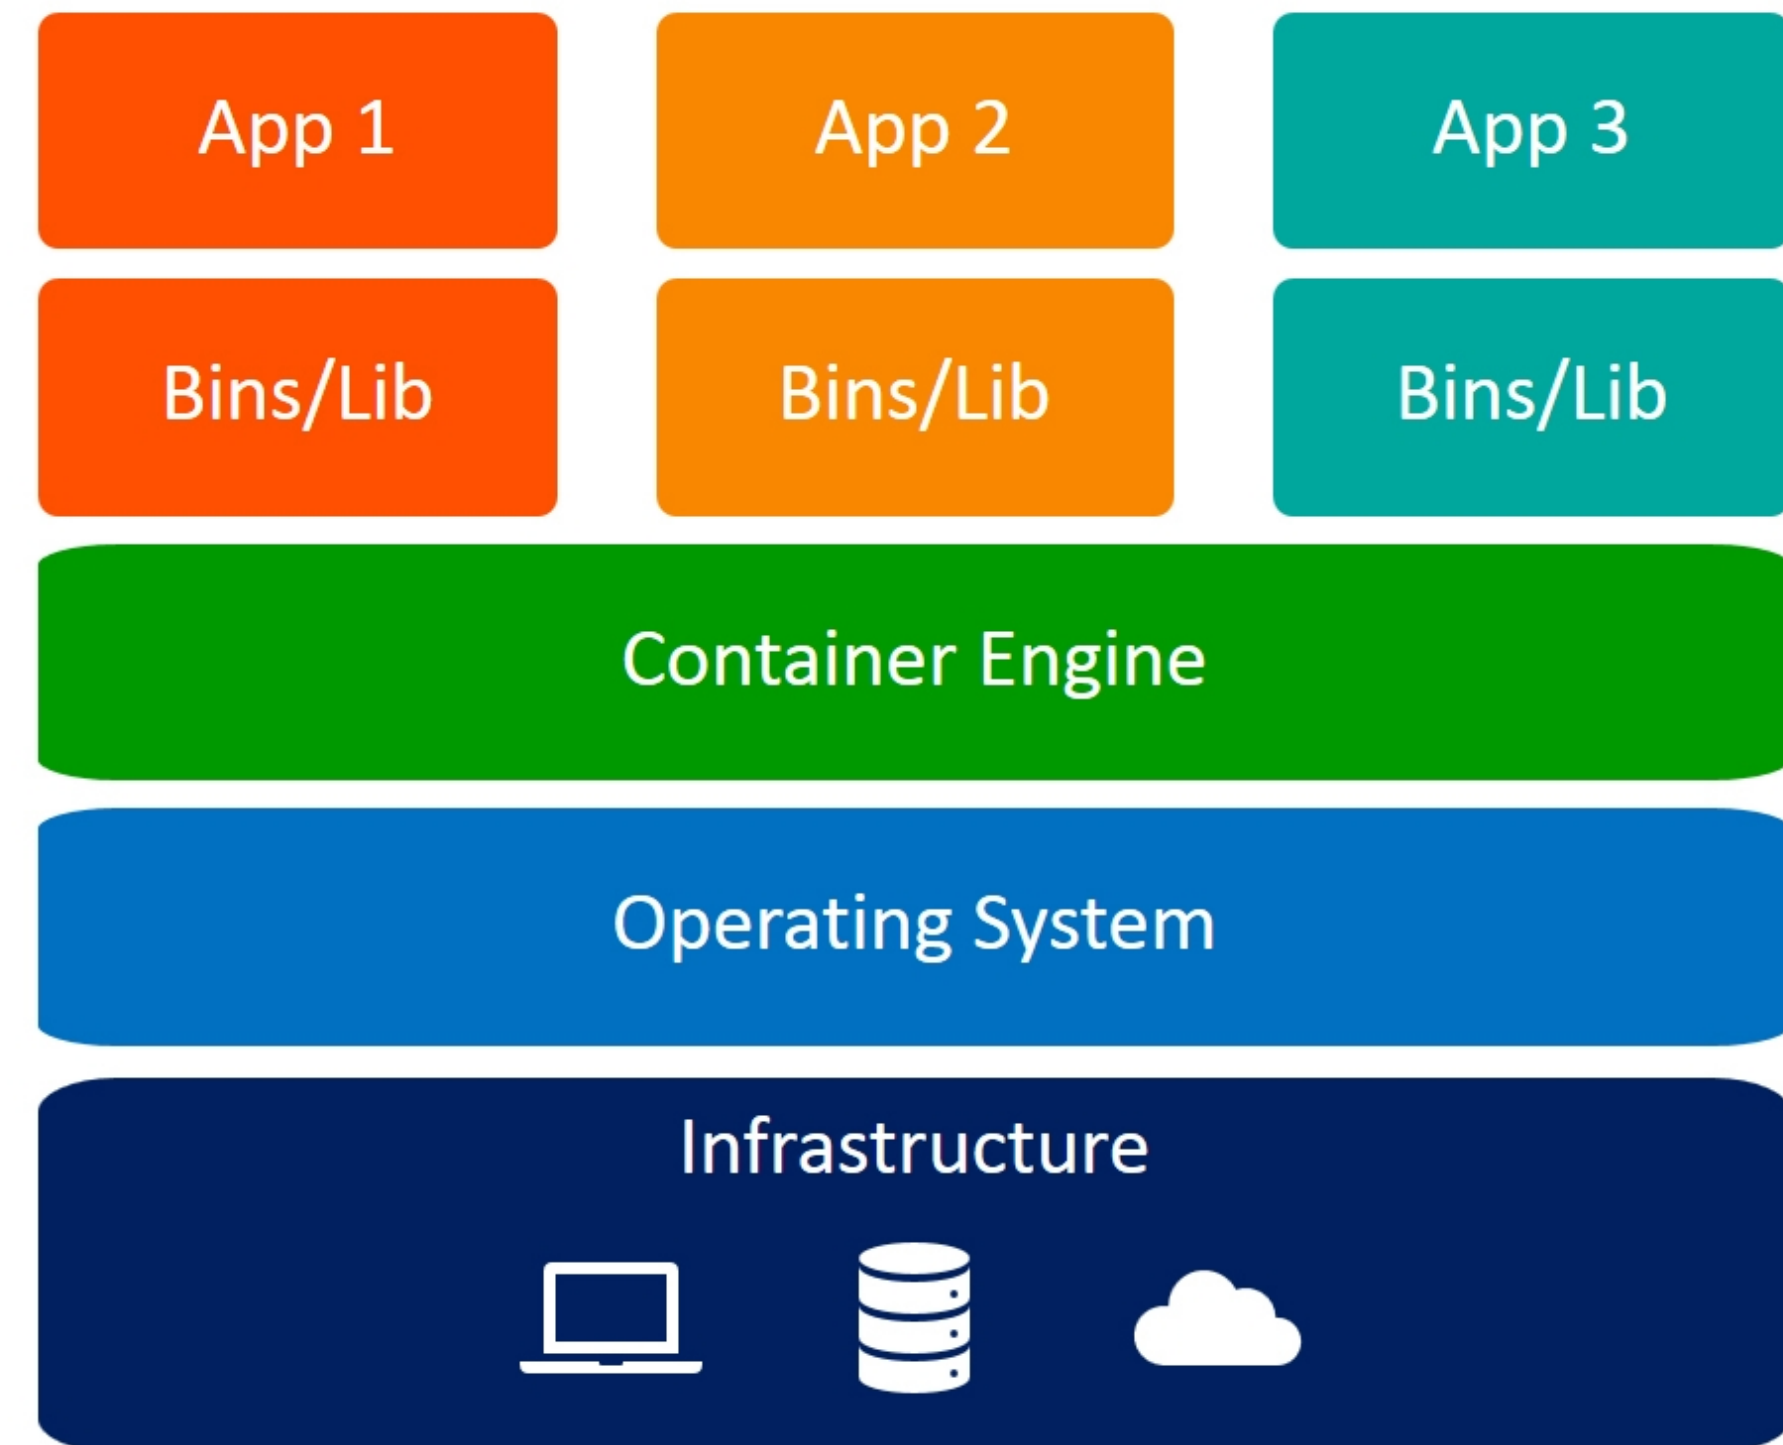 App 1
App 2
App 3
Bins/Lib
Bins/Lib
Bins/Lib
Container Engine
Operating System
Infrastructure